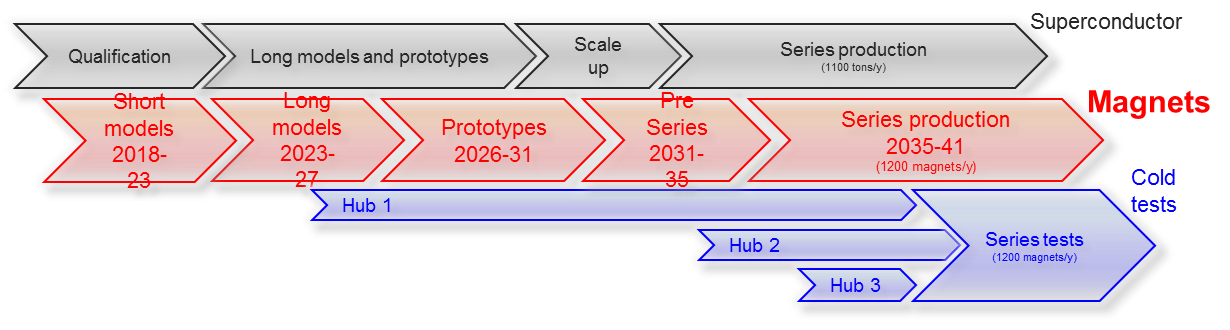 Superconductor
Qualification
Long models and prototypes
Scale
up
Series production
(1100 tons/y)
Magnets
Short
models
2018-
23
Long
models
2023-
27
Prototypes
2026-31
Pre
Series
2031-
35
Series production
2035-41
(1200 magnets/y)
Cold
tests
Hub 1
Hub 2
Hub 3
Series tests
(1200 magnets/y)